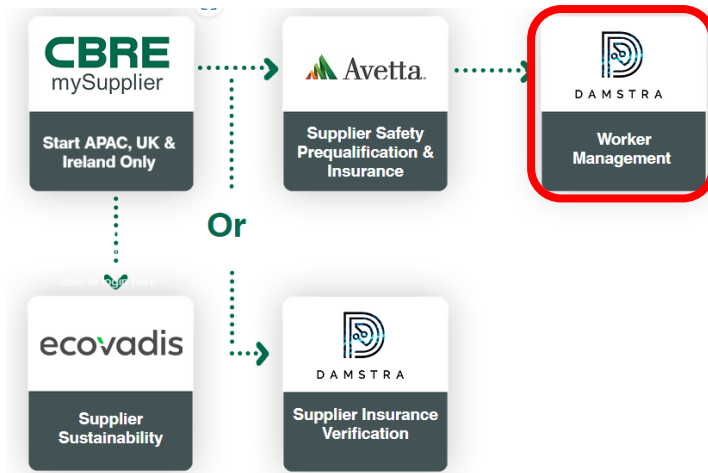 CBRE
mySupplier
Start APAC, UK &
Ireland Only
Avetta
Supplier Safety
Prequalification &
Insurance
DAMSTRA
Worker
Management
Or
ecovadis
Supplier
Sustainability
DAMSTRA
Supplier Insurance
Verification